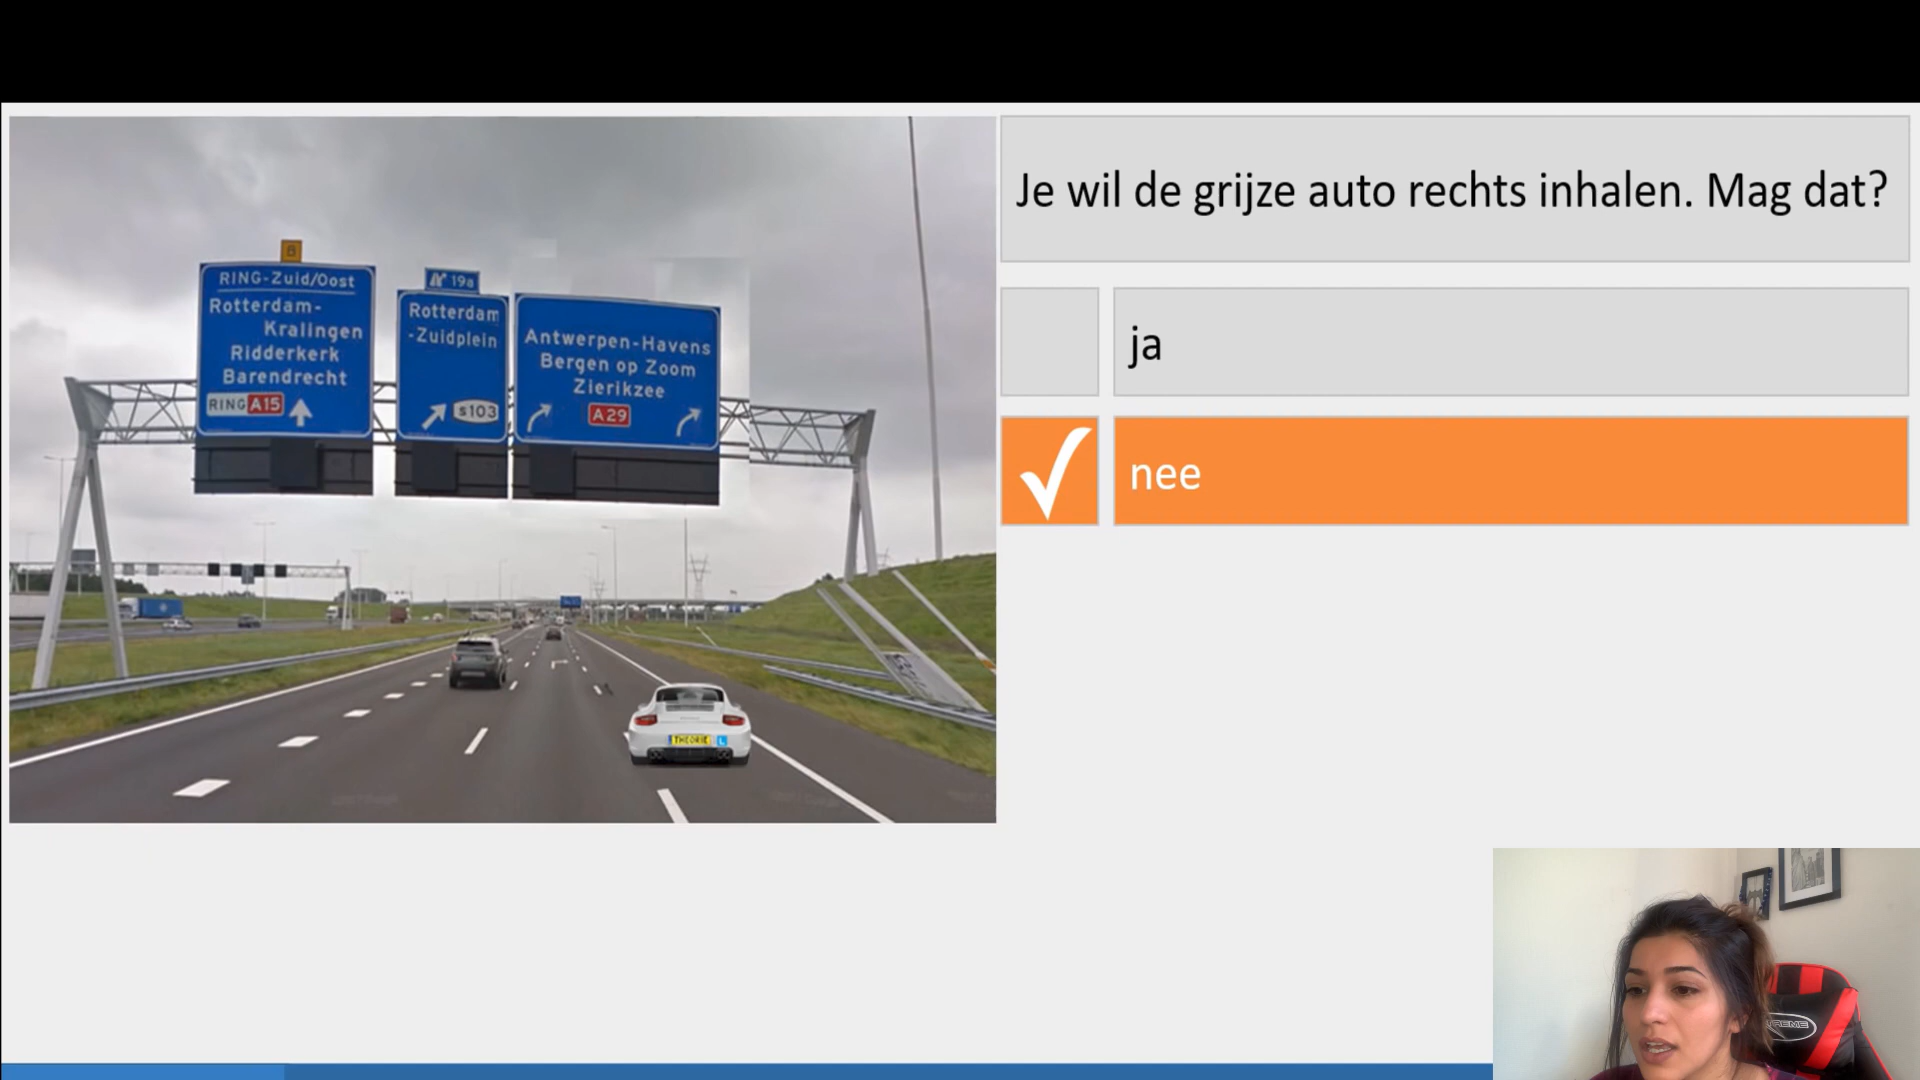 Je wil de grijze auto rechts inhalen. Mag dat?
ja
nee
8
RING-Zuid/Oost
Rotterdam-
Kralingen
Ridderkerk
Barendrecht
RING A15
19a
Rotterdam
-Zuidplein
s103
Antwerpen-Havens
Bergen op Zoom
Zierikzee
A29
THEORIE L